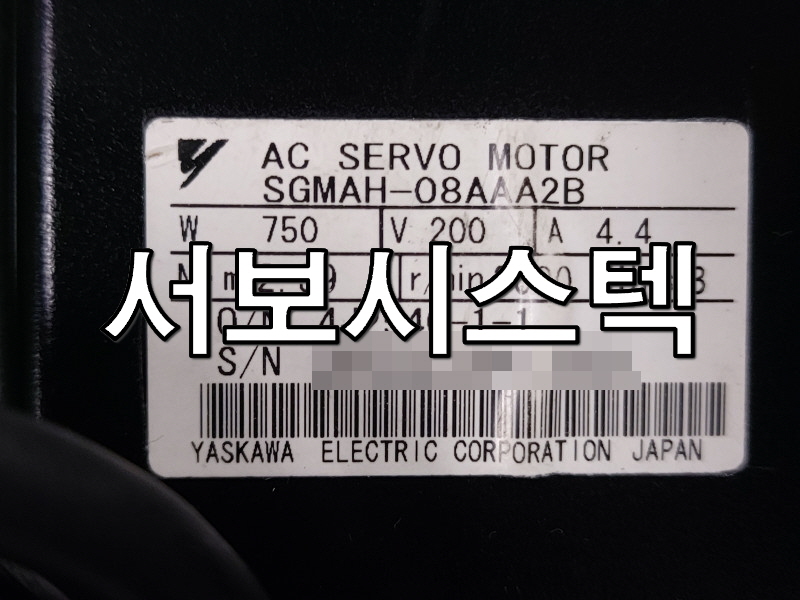 AC SERVO MOTOR
SGMAH-08AAA2B
W 750 V 200 A 4.4
서보시스텍
S/N
YASKAWA ELECTRIC CORPORATION JAPAN